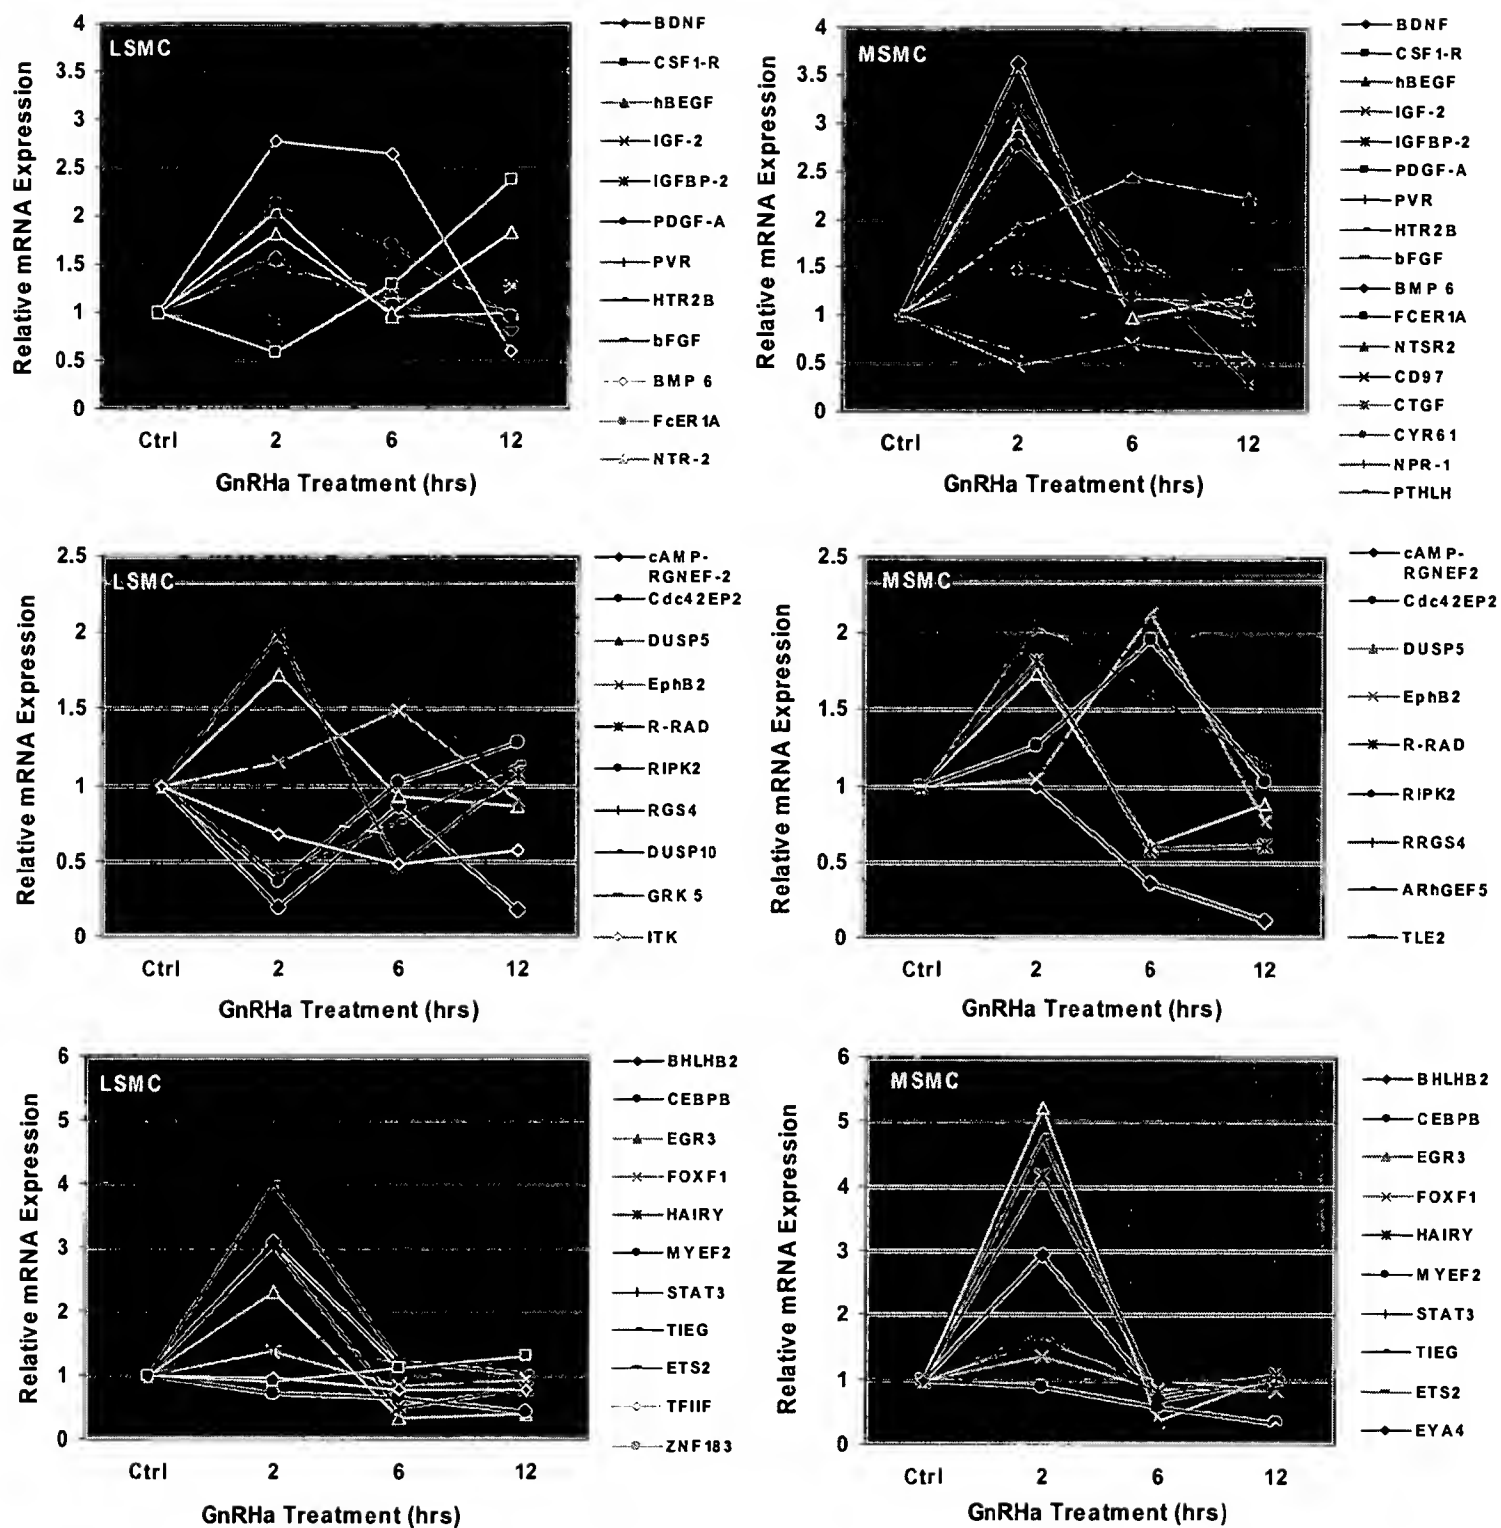 Relative mRNA Expression
4
3.5
3
2.5
2
1.5
1
0.5
0
LSMC
Ctrl 2 6 12
GnRHa Treatment (hrs)
BDNF
CSF1-R
hBEGF
IGF-2
IGFBP-2
PDGF-A
PVR
HTR2B
bFGF
BMP 6
FcER1A
NTR-2
Relative mRNA Expression
4
3.5
3
2.5
2
1.5
1
0.5
0
MSMC
Ctrl 2 6 12
GnRHa Treatment (hrs)
BDNF
CSF1-R
hBEGF
IGF-2
IGFBP-2
PDGF-A
PVR
HTR2B
bFGF
BMP 6
FCER1A
NTSR2
CD97
CTGF
CYR61
NPR-1
PTHLH
Relative mRNA Expression
2.5
2
1.5
1
0.5
0
LSMC
Ctrl 2 6 12
GnRHa Treatment (hrs)
cAMP-
RGNEF-2
Cdc42EP2
DUSP5
EphB2
R-RAD
RIPK2
RGS4
DUSP10
GRK 5
ITK
Relative mRNA Expression
2.5
2
1.5
1
0.5
0
MSMC
Ctrl 2 6 12
GnRHa Treatment (hrs)
cAMP-
RGNEF2
Cdc42EP2
DUSP5
EphB2
R-RAD
RIPK2
RRGS4
ARhGEF5
TLE2
Relative mRNA Expression
6
5
4
3
2
1
0
LSMC
Ctrl 2 6 12
GnRHa Treatment (hrs)
BHLHB2
CEBPB
EGR3
FOXF1
HAIRY
MYEF2
STAT3
TIEG
ETS2
TFIIF
ZNF183
Relative mRNA Expression
6
5
4
3
2
1
0
MSMC
Ctrl 2 6 12
GnRHa Treatment (hrs)
BHLHB2
CEBPB
EGR3
FOXF1
HAIRY
MYEF2
STAT3
TIEG
ETS2
EYA4